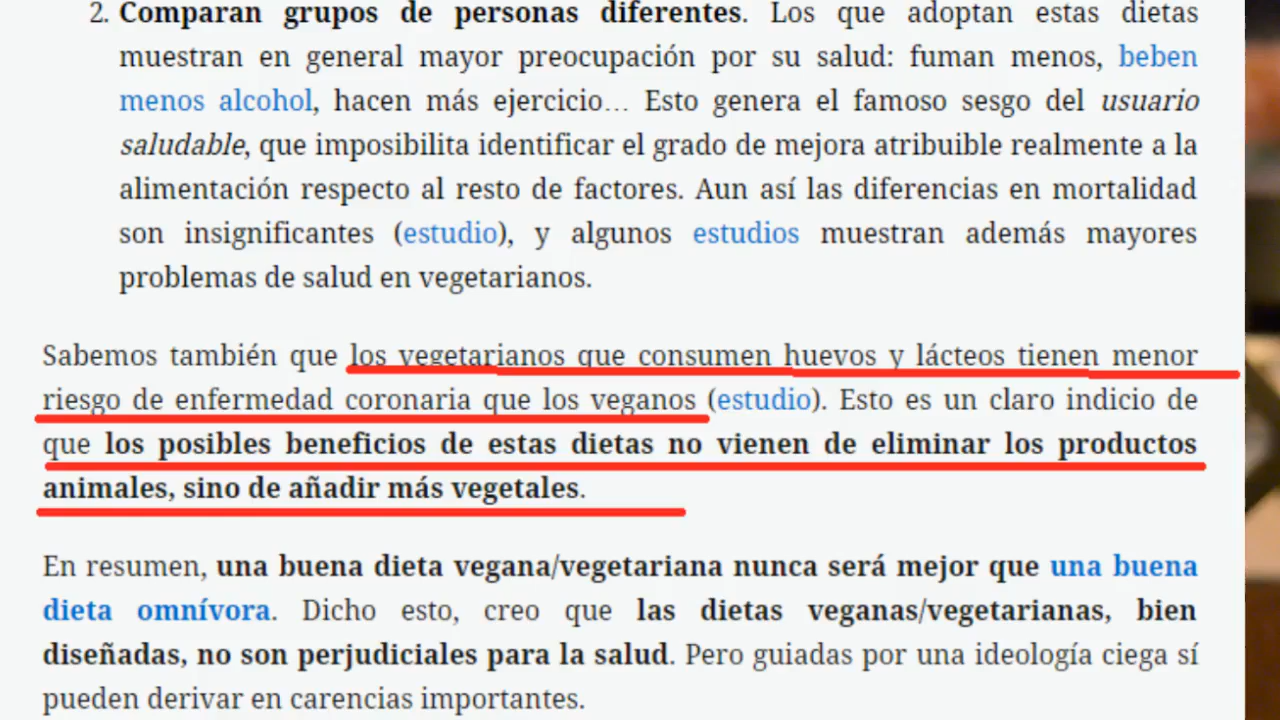 2. Comparan grupos de personas diferentes. Los que adoptan estas dietas
muestran en general mayor preocupación por su salud: fuman menos, beben
menos alcohol, hacen más ejercicio… Esto genera el famoso sesgo del usuario
saludable, que imposibilita identificar el grado de mejora atribuible realmente a la
alimentación respecto al resto de factores. Aun así las diferencias en mortalidad
son insignificantes (estudio), y algunos estudios muestran además mayores
problemas de salud en vegetarianos.
Sabemos también que los vegetarianos que consumen huevos y lácteos tienen menor
riesgo de enfermedad coronaria que los veganos (estudio). Esto es un claro indicio de
que los posibles beneficios de estas dietas no vienen de eliminar los productos
animales, sino de añadir más vegetales.
En resumen, una buena dieta vegana/vegetariana nunca será mejor que una buena
dieta omnívora. Dicho esto, creo que las dietas veganas/vegetarianas, bien
diseñadas, no son perjudiciales para la salud. Pero guiadas por una ideología ciega sí
pueden derivar en carencias importantes.